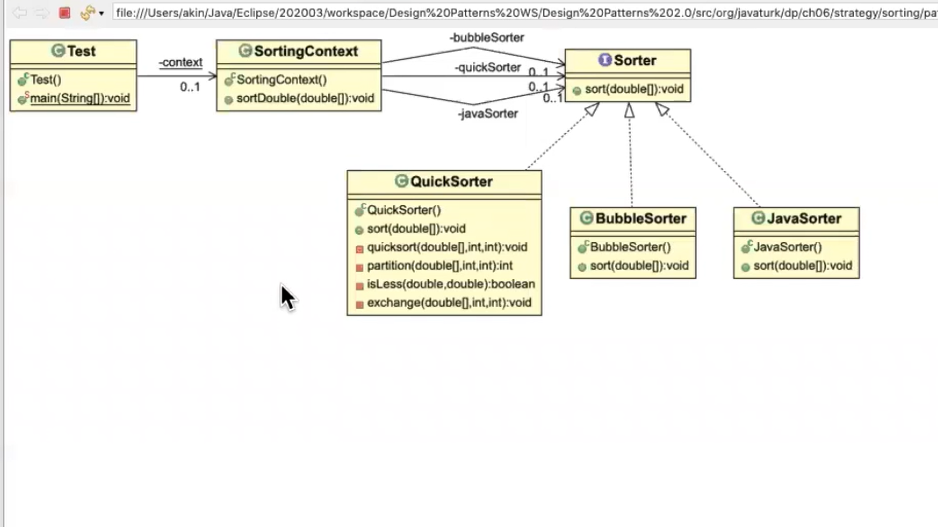 file:///Users/akin/Java/Eclipse/202003/workspace/Design%20Patterns%20WS/Design%20Patterns%202.0/src/org/javaturk/dp/ch06/strategy/sorting/pa
Test
Test()
main(String[]):void
-context
0..1
SortingContext
SortingContext()
sortDouble(double[]):void
-bubbleSorter
-quickSorter
0..1
0..1
0..1
-javaSorter
Sorter
sort(double[]):void
QuickSorter
QuickSorter()
sort(double[]):void
quicksort(double[],int,int):void
partition(double[],int,int):int
isLess(double,double):boolean
exchange(double[],int,int):void
BubbleSorter
BubbleSorter()
sort(double[]):void
JavaSorter
JavaSorter()
sort(double[]):void